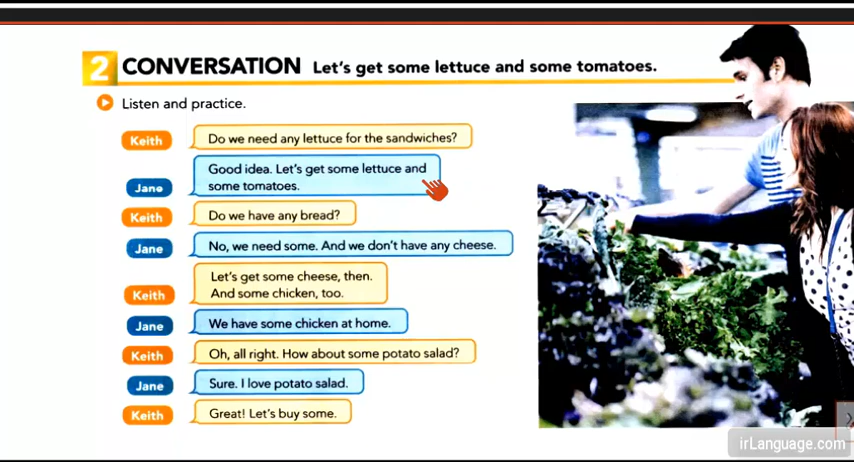 2 CONVERSATION Let's get some lettuce and some tomatoes.
Listen and practice.
Keith Do we need any lettuce for the sandwiches?
Jane Good idea. Let's get some lettuce and
some tomatoes.
Keith Do we have any bread?
Jane No, we need some. And we don't have any cheese.
Keith Let's get some cheese, then.
And some chicken, too.
Jane We have some chicken at home.
Keith Oh, all right. How about some potato salad?
Jane Sure. I love potato salad.
Keith Great! Let's buy some.
irLanguage.com